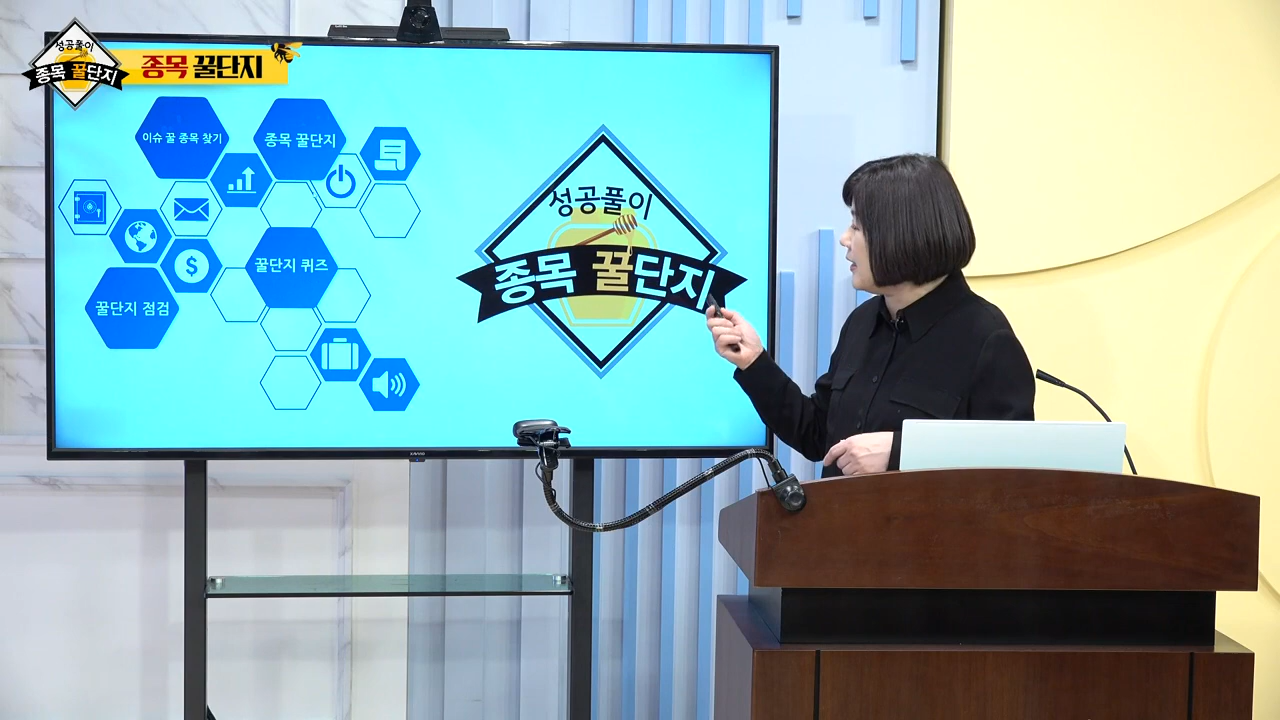 성공풀이
종목 꿀단지
종목 꿀단지
이슈 꿀 종목 찾기
종목 꿀단지
꿀단지 퀴즈
꿀단지 점검
$
성공풀이
종목 꿀단지